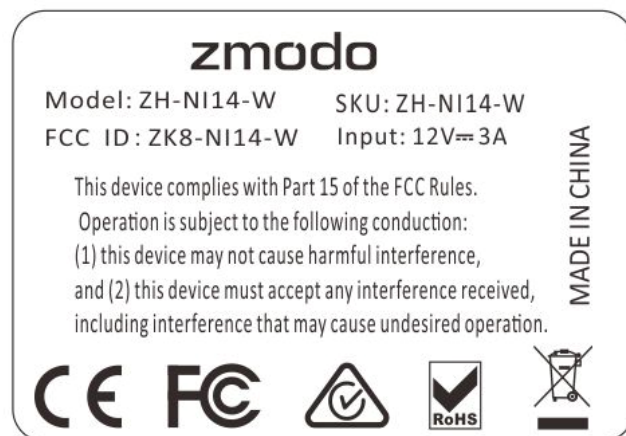 zmodo
Model: ZH-NI14-W
SKU: ZH-NI14-W
FCC ID: ZK8-NI14-W
Input: 12V⎓3A
This device complies with Part 15 of the FCC Rules.
Operation is subject to the following conduction:
(1) this device may not cause harmful interference,
and (2) this device must accept any interference received,
including interference that may cause undesired operation.
MADE IN CHINA
CE FC
RoHS